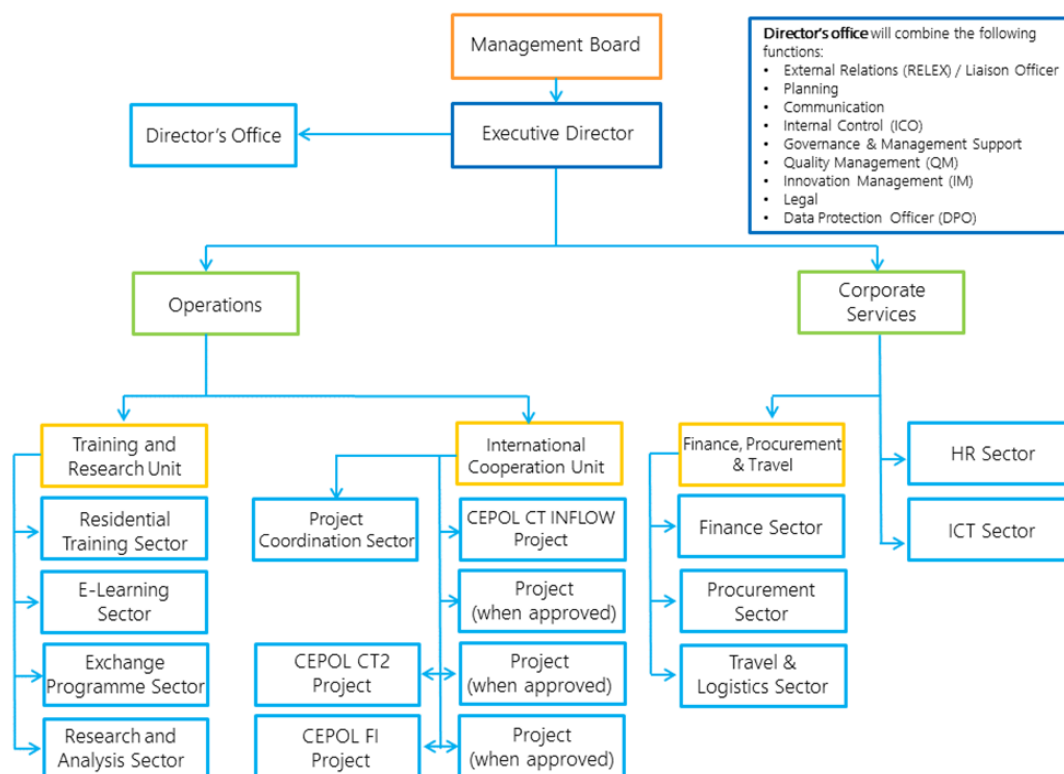 Management Board
Director's office will combine the following
functions:
• External Relations (RELEX) / Liaison Officer
• Planning
• Communication
• Internal Control (ICO)
• Governance & Management Support
• Quality Management (QM)
• Innovation Management (IM)
• Legal
• Data Protection Officer (DPO)
Director's Office
Executive Director
Operations
Corporate
Services
Training and
Research Unit
International
Cooperation Unit
Finance, Procurement
& Travel
HR Sector
Residential
Training Sector
Project
Coordination Sector
CEPOL CT INFLOW
Project
Finance Sector
ICT Sector
E-Learning
Sector
Project
(when approved)
Procurement
Sector
Exchange
Programme Sector
CEPOL CT2
Project
Project
(when approved)
Travel &
Logistics Sector
Research and
Analysis Sector
CEPOL FI
Project
Project
(when approved)